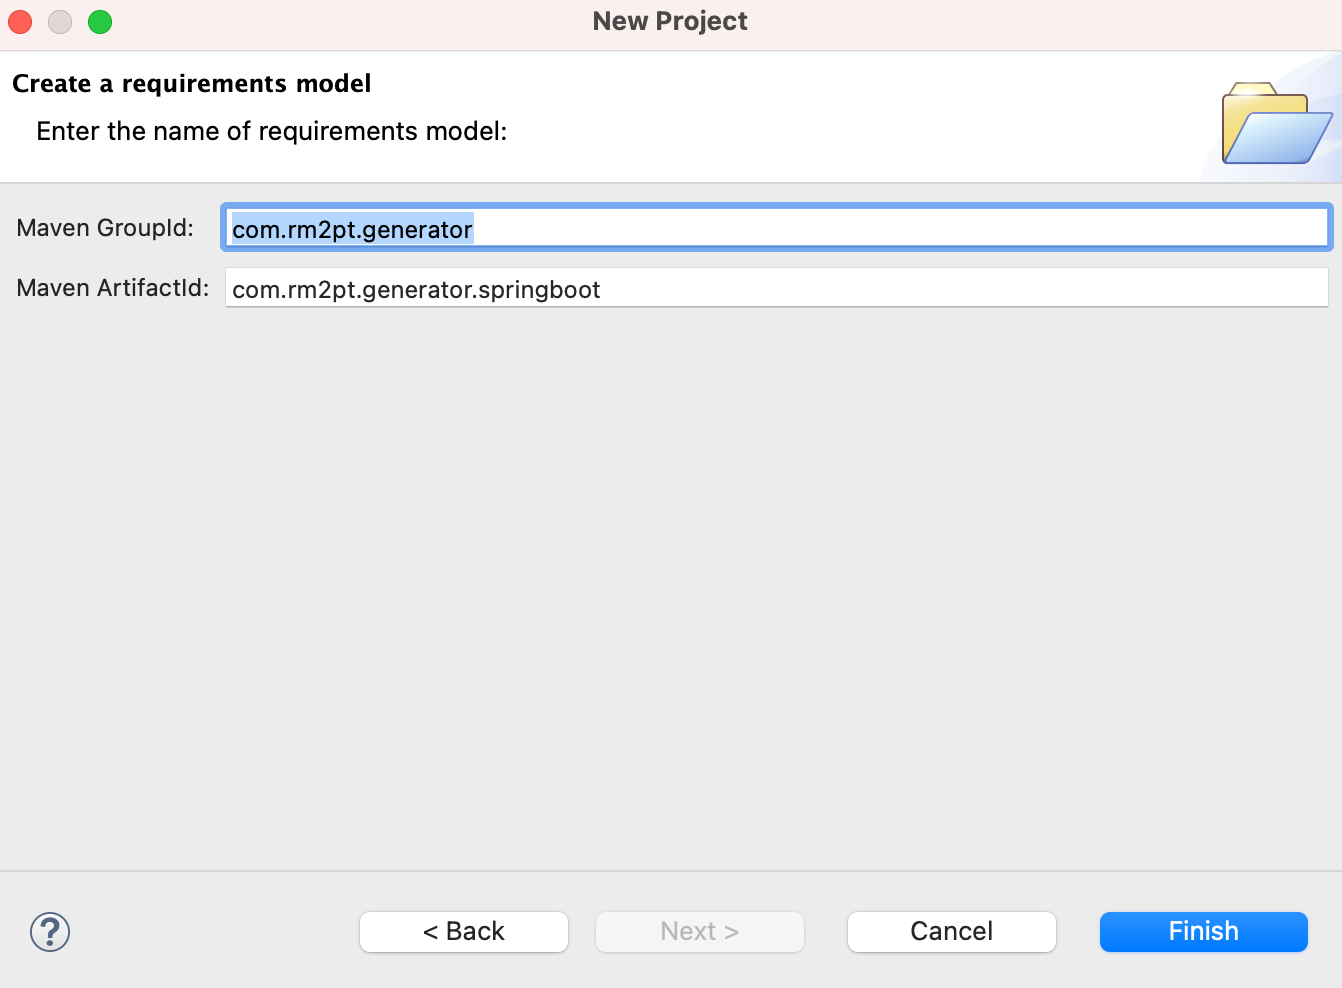 New Project
Create a requirements model
Enter the name of requirements model:
Maven GroupId: com.rm2pt.generator
Maven ArtifactId: com.rm2pt.generator.springboot
? < Back Next > Cancel Finish